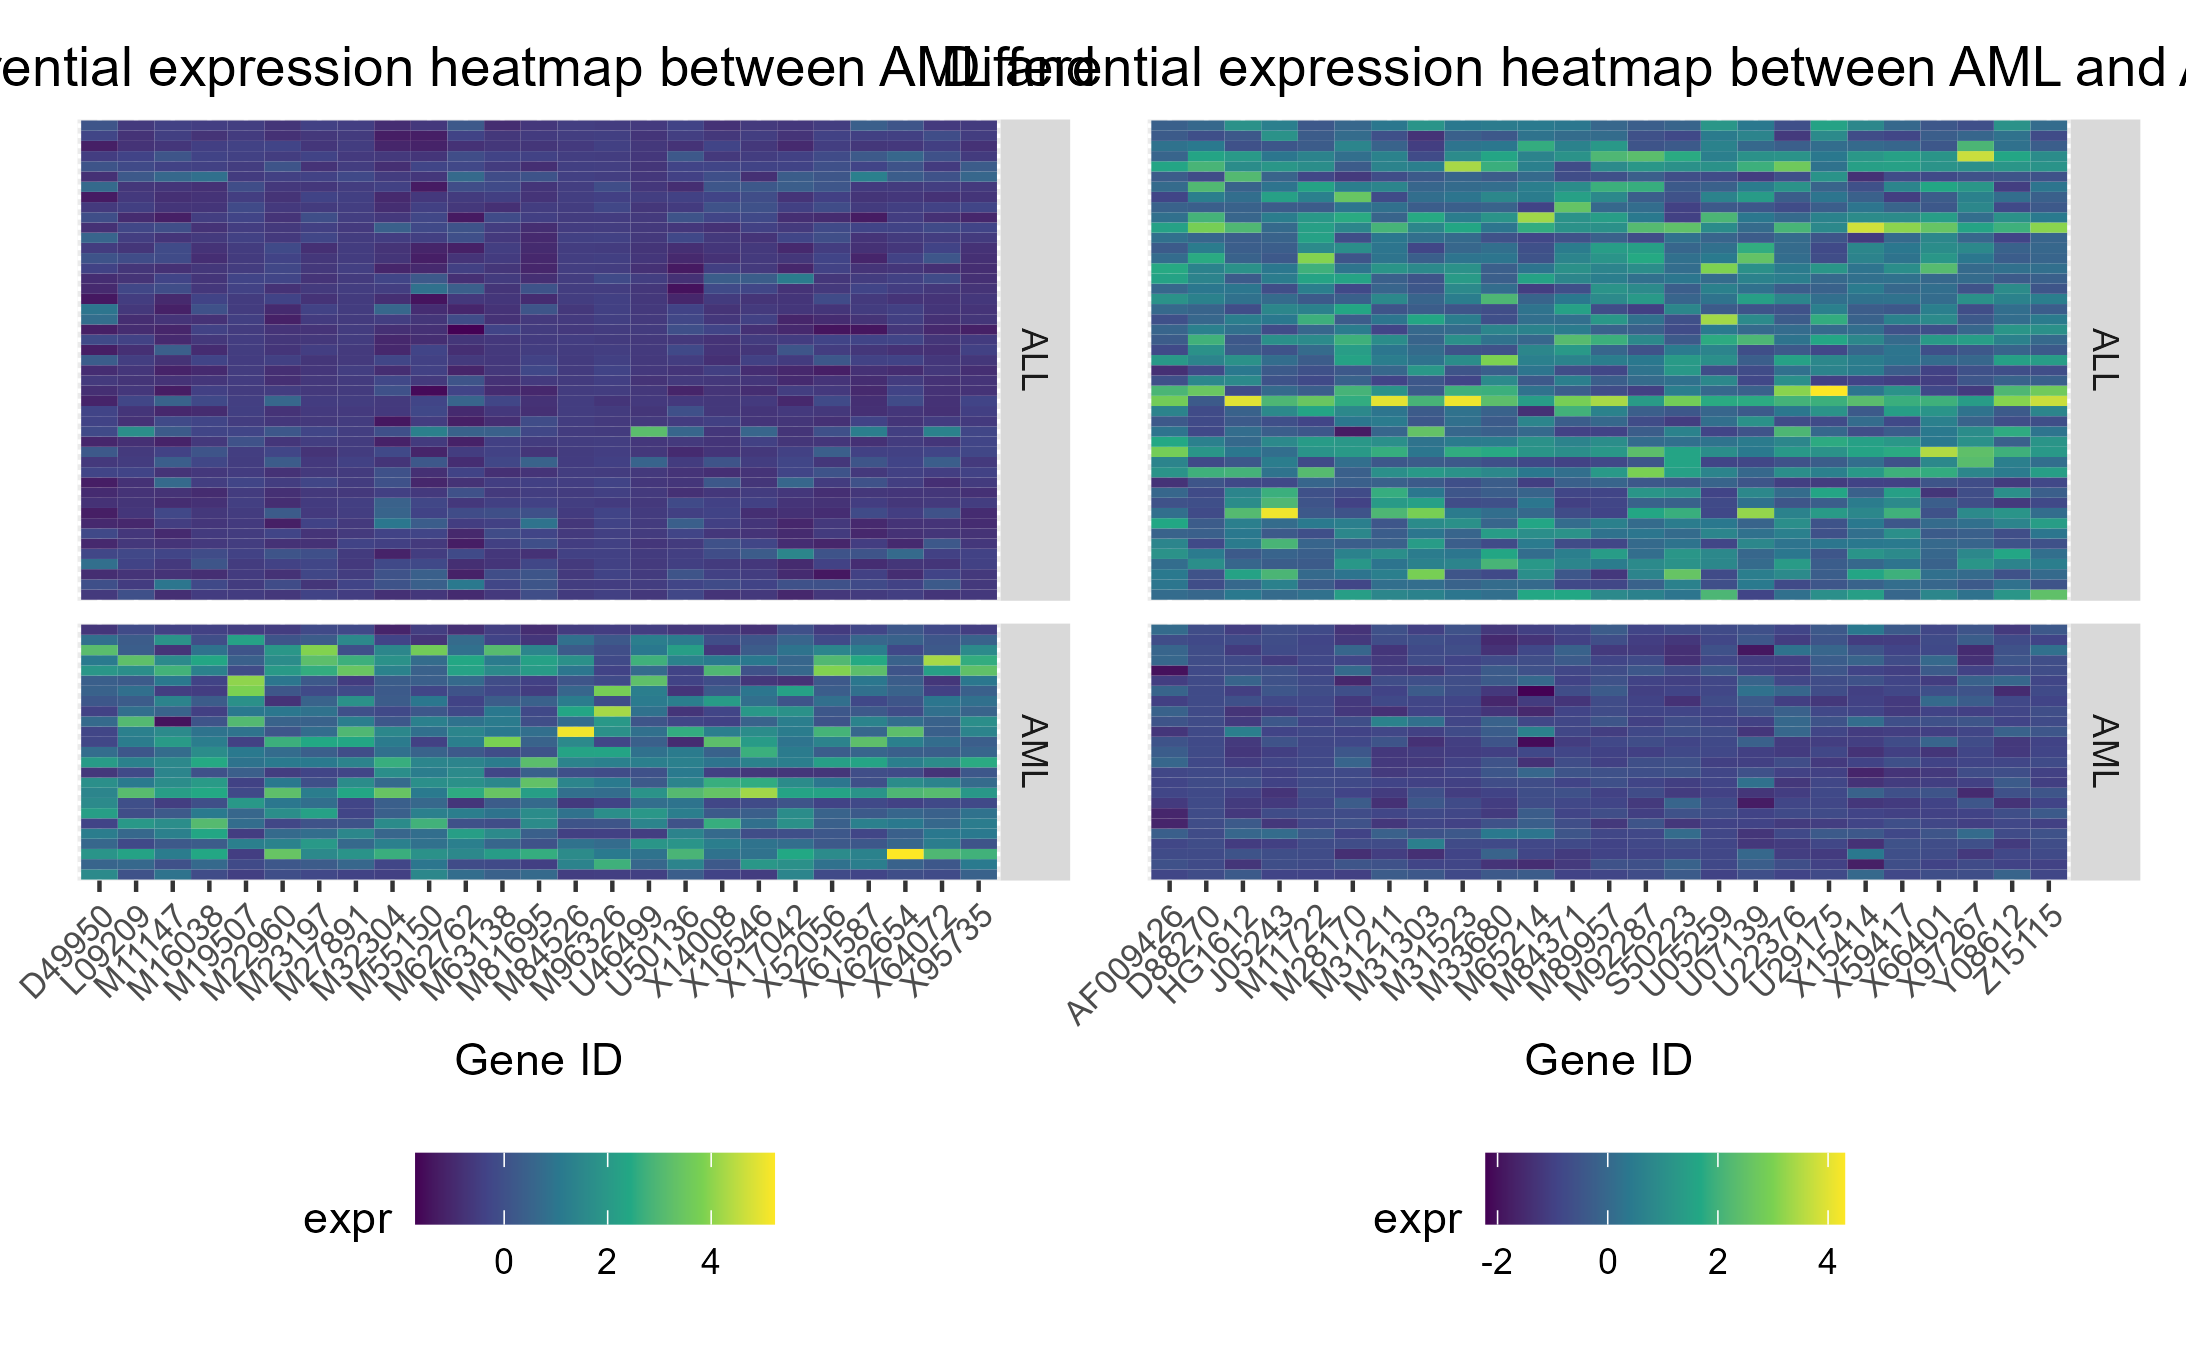 rential expression heatmap between AML and
Differential expression heatmap between AML and A
ALL
AML
D49950
L09209
M11147
M16038
M19507
M22960
M23197
M27891
M32304
M55150
M62762
M63138
M81695
M84526
M96326
U46499
U50136
X14008
X16546
X17042
X52056
X61587
X62654
X64072
X95735
Gene ID
expr
0 2 4
ALL
AML
AF009426
D88270
HG1612
J05243
M11722
M28170
M31211
M31303
M31523
M33680
M65214
M84371
M89957
M92287
S50223
U05259
U07139
U22376
U29175
X15414
X59417
X66401
X97267
Y08612
Z15115
Gene ID
expr
-2 0 2 4